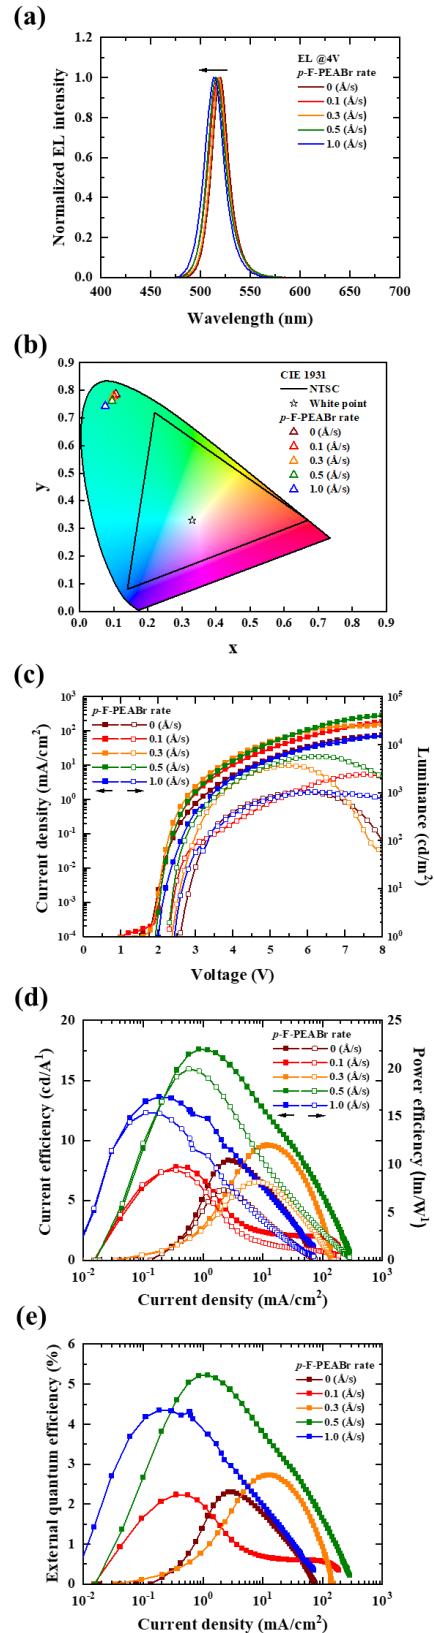 (a)
EL @4V
p-F-PEABr rate
0 (Å/s)
0.1 (Å/s)
0.3 (Å/s)
0.5 (Å/s)
1.0 (Å/s)
Normalized EL intensity
1.0
0.8
0.6
0.4
0.2
0.0
400 450 500 550 600 650 700
Wavelength (nm)
(b)
CIE 1931
NTSC
White point
p-F-PEABr rate
0 (Å/s)
0.1 (Å/s)
0.3 (Å/s)
0.5 (Å/s)
1.0 (Å/s)
y
0.9
0.8
0.7
0.6
0.5
0.4
0.3
0.2
0.1
0.0
0.0 0.1 0.2 0.3 0.4 0.5 0.6 0.7 0.8 0.9
x
(c)
p-F-PEABr rate
0 (Å/s)
0.1 (Å/s)
0.3 (Å/s)
0.5 (Å/s)
1.0 (Å/s)
Current density (mA/cm²)
10³
10²
10¹
10⁰
10⁻¹
10⁻²
10⁻³
10⁻⁴
Luminance (cd/m²)
10⁵
10⁴
10³
10²
10¹
10⁰
0 1 2 3 4 5 6 7 8
Voltage (V)
(d)
p-F-PEABr rate
0 (Å/s)
0.1 (Å/s)
0.3 (Å/s)
0.5 (Å/s)
1.0 (Å/s)
Current efficiency (cd/A¹)
20
15
10
5
0
Power efficiency (lm/W⁻¹)
25
20
15
10
5
0
10⁻² 10⁻¹ 10⁰ 10¹ 10² 10³
Current density (mA/cm²)
(e)
p-F-PEABr rate
0 (Å/s)
0.1 (Å/s)
0.3 (Å/s)
0.5 (Å/s)
1.0 (Å/s)
External quantum efficiency (%)
6
5
4
3
2
1
0
10⁻² 10⁻¹ 10⁰ 10¹ 10² 10³
Current density (mA/cm²)